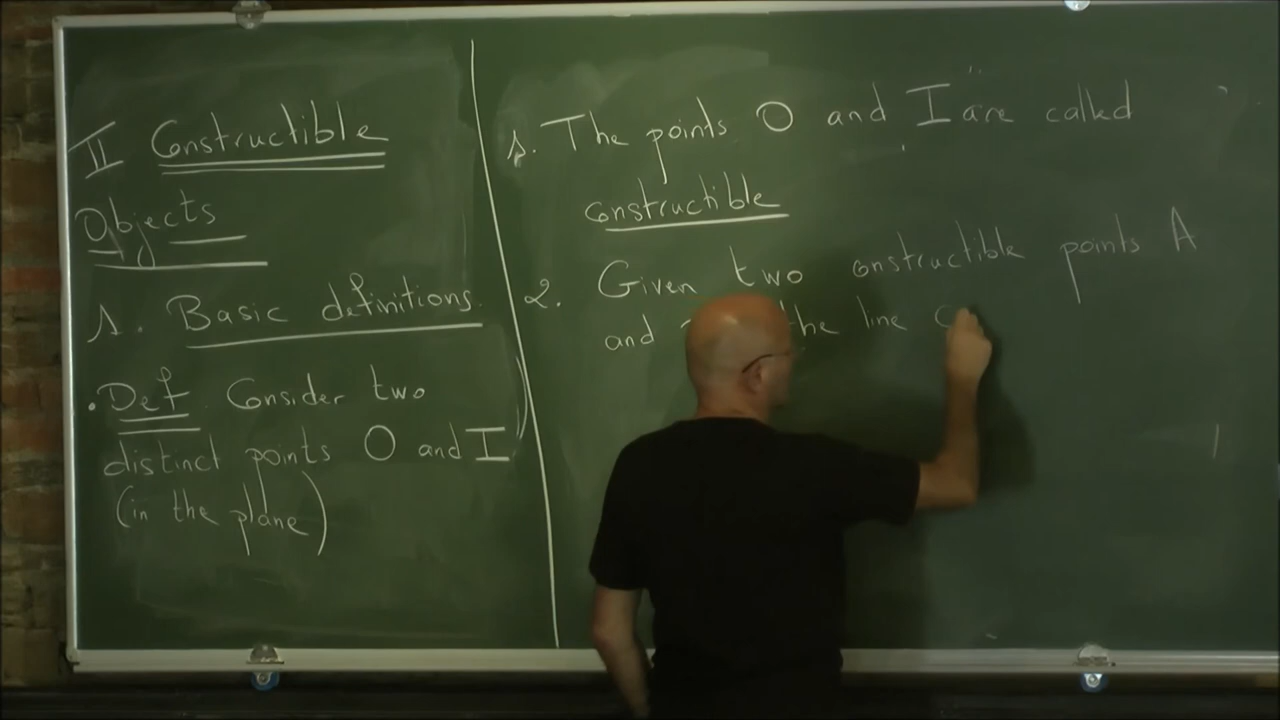 II Constructible
Objects
1. Basic definitions.
• Def Consider two
distinct points O and I
(in the plane)
1. The points O and I are called
constructible
2. Given two constructible points A
and the line